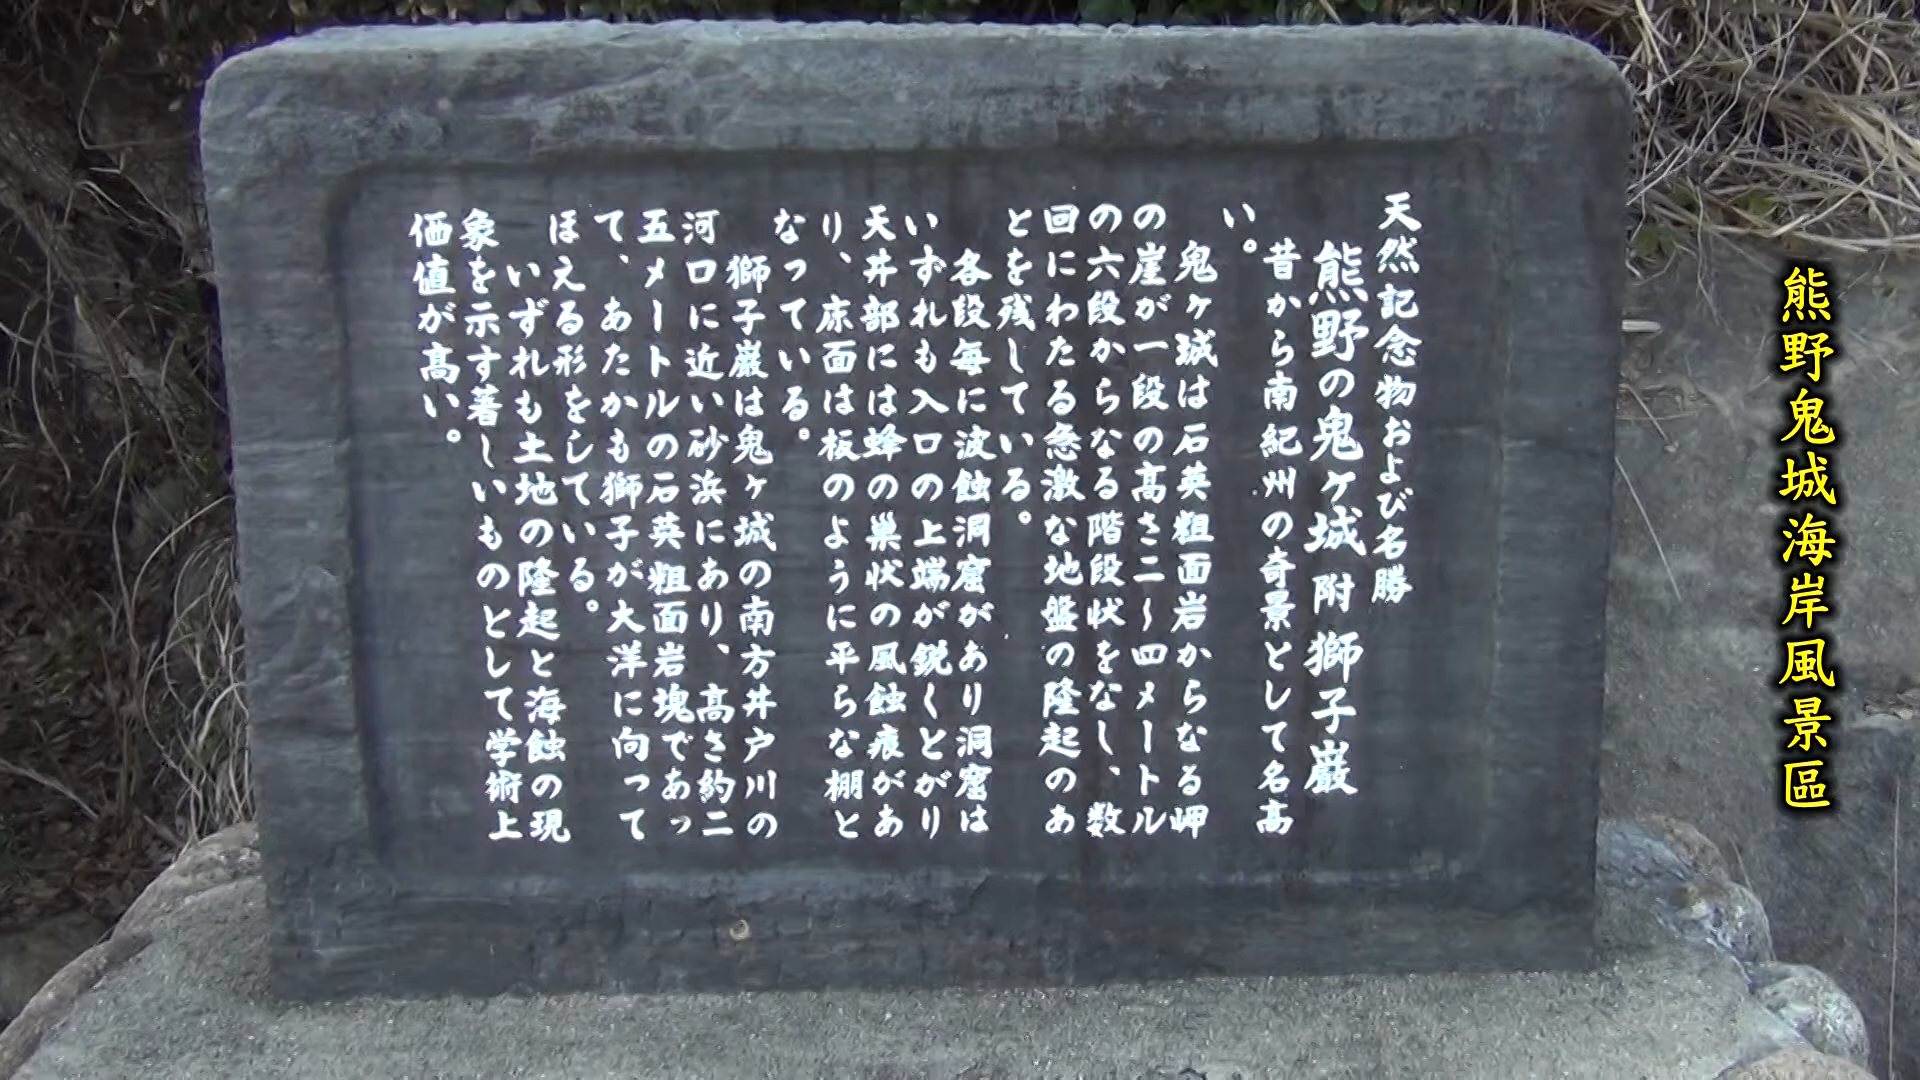 天然記念物および名勝
熊野の鬼ヶ城 附 獅子巖
昔から南紀州の奇景として名高
い。
鬼ヶ城は石英粗面岩からなる岬
の崖が一段の高さ二〜四メートル
の六段からなる階段状をなし、数
回にわたる急激な地盤の隆起のあ
とを残している。
各段毎に波蝕洞窟があり洞窟は
いずれも入口の上端が鋭くとがり
天井部には蜂の巣状の風蝕痕があ
り、床面は板のように平らな棚と
なっている。
獅子巖は鬼ヶ城の南方井戸川の
河口に近い砂浜にあり、高さ約二
五メートルの石英粗面岩塊であっ
て、あたかも獅子が大洋に向って
ほえる形をしている。
いずれも土地の隆起と海蝕の現
象を示す著しいものとして学術上
価値が高い。
熊野鬼城海岸風景區